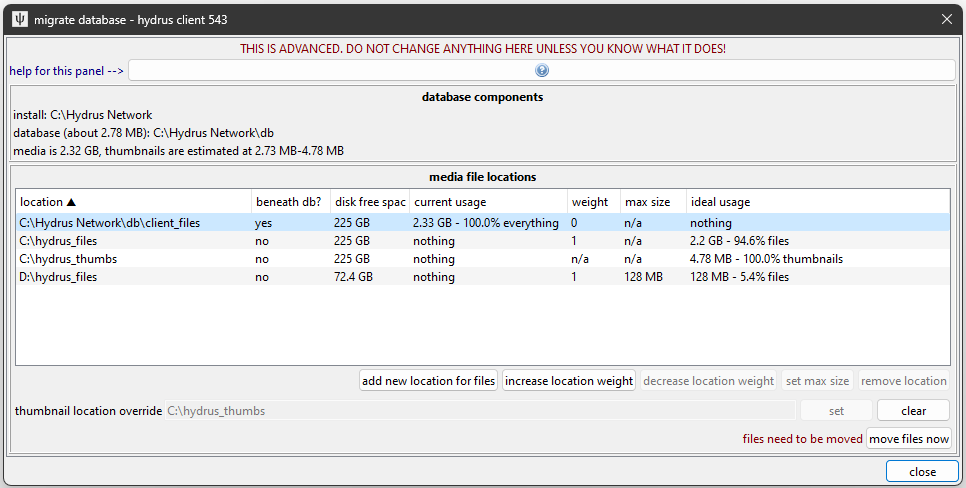 migrate database - hydrus client 543
THIS IS ADVANCED. DO NOT CHANGE ANYTHING HERE UNLESS YOU KNOW WHAT IT DOES!
help for this panel -->
database components
install: C:\Hydrus Network
database (about 2.78 MB): C:\Hydrus Network\db
media is 2.32 GB, thumbnails are estimated at 2.73 MB-4.78 MB
media file locations
location beneath db? disk free spac current usage weight max size ideal usage
C:\Hydrus Network\db\client_files yes 225 GB 2.33 GB - 100.0% everything 0 n/a nothing
C:\hydrus_files no 225 GB nothing 1 n/a 2.2 GB - 94.6% files
C:\hydrus_thumbs no 225 GB nothing n/a n/a 4.78 MB - 100.0% thumbnails
D:\hydrus_files no 72.4 GB nothing 1 128 MB 128 MB - 5.4% files
add new location for files increase location weight decrease location weight set max size remove location
thumbnail location override C:\hydrus_thumbs set clear
files need to be moved move files now
close